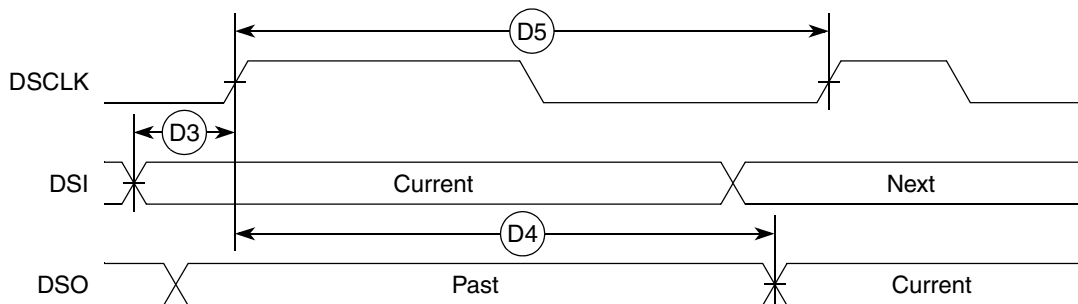 D5
DSCLK
D3
DSI
Current
Next
D4
DSO
Past
Current